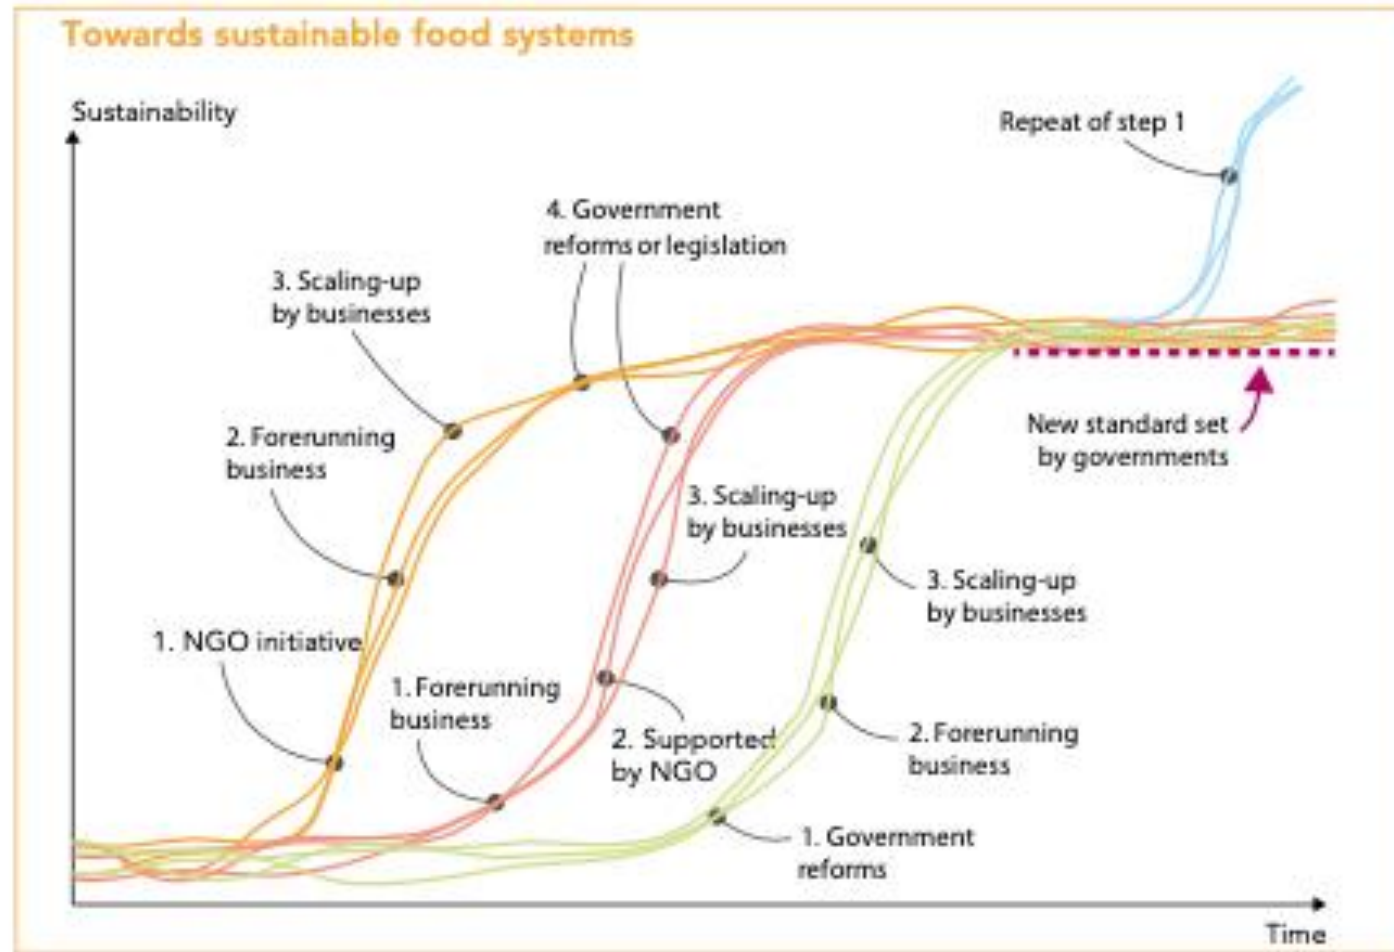 Towards sustainable food systems
Sustainability
Repeat of step 1
4. Government
reforms or legislation
3. Scaling-up
by businesses
2. Forerunning
business
New standard set
by governments
3. Scaling-up
by businesses
3. Scaling-up
by businesses
1. NGO initiative
1. Forerunning
business
2. Supported
by NGO
2. Forerunning
business
1. Government
reforms
Time